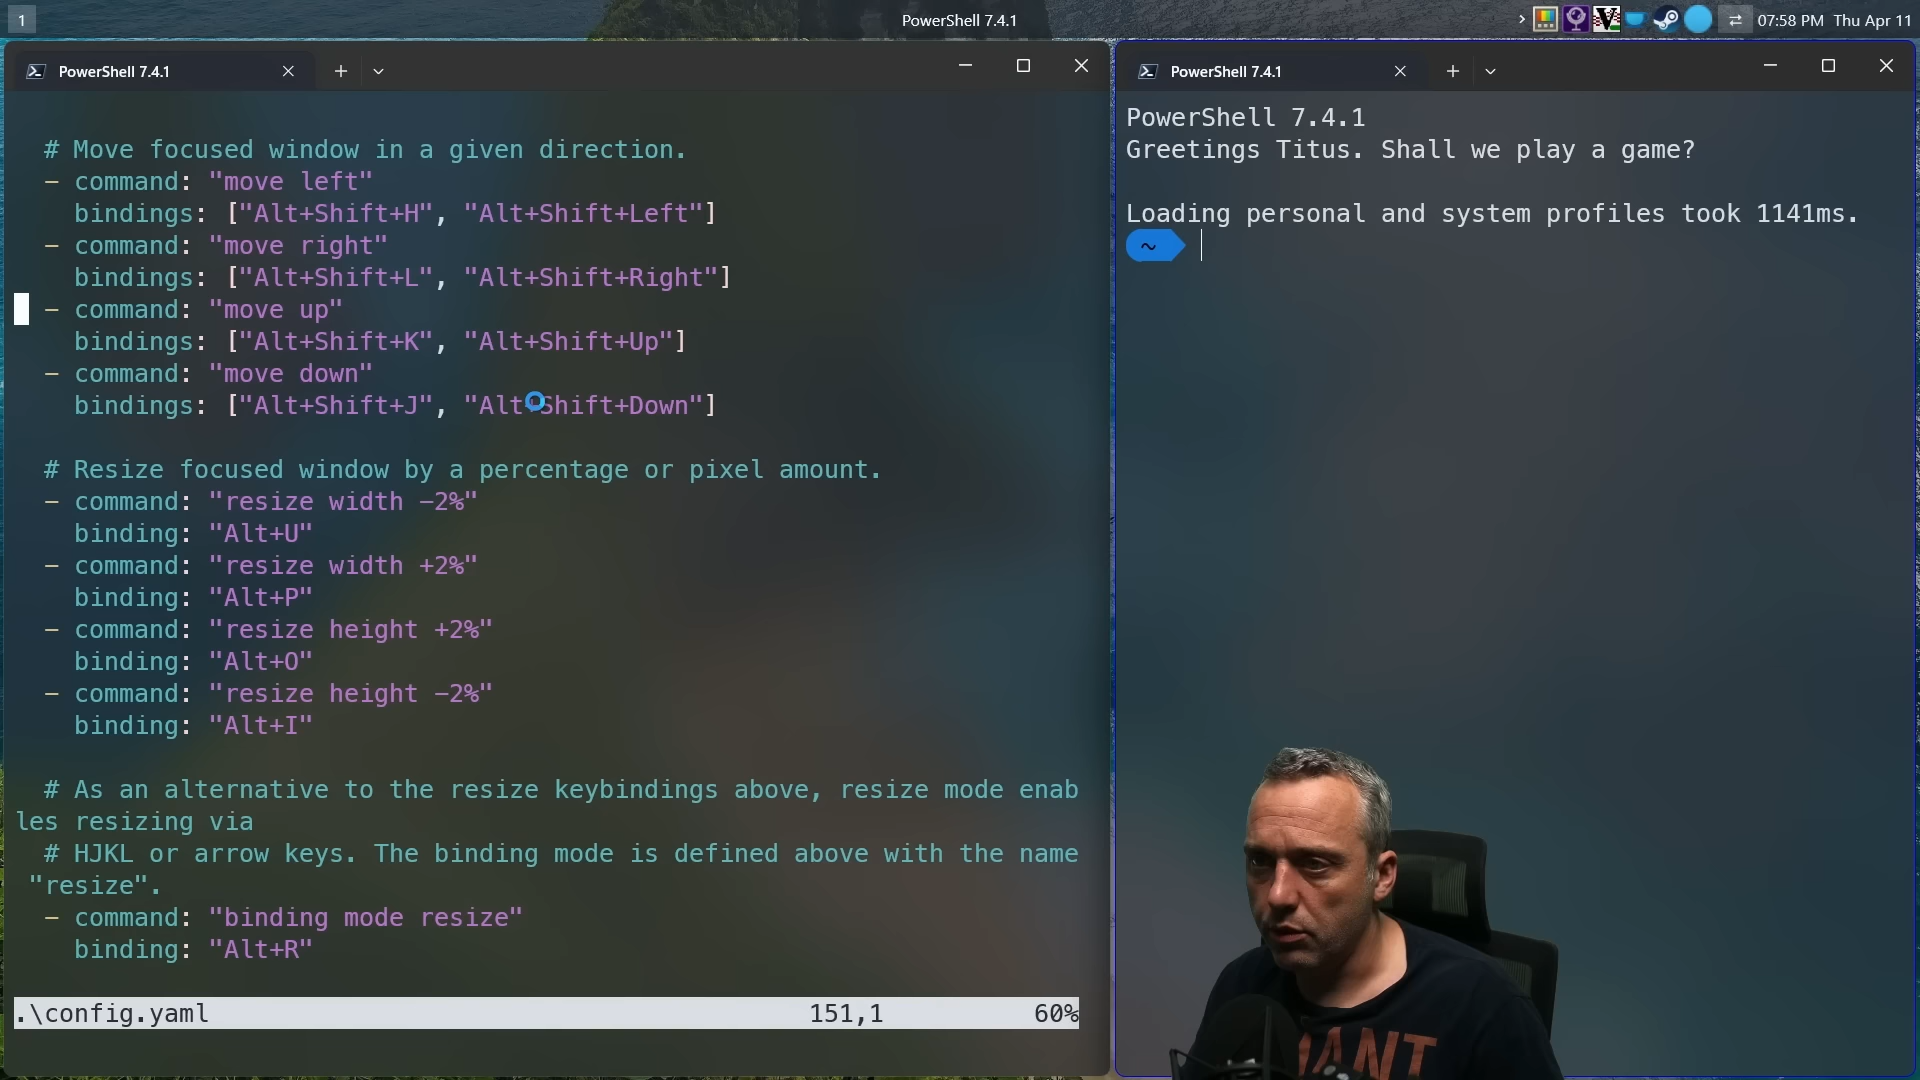 1
PowerShell 7.4.1
07:58 PM Thu Apr 11
PowerShell 7.4.1
# Move focused window in a given direction.
- command: "move left"
bindings: ["Alt+Shift+H", "Alt+Shift+Left"]
- command: "move right"
bindings: ["Alt+Shift+L", "Alt+Shift+Right"]
- command: "move up"
bindings: ["Alt+Shift+K", "Alt+Shift+Up"]
- command: "move down"
bindings: ["Alt+Shift+J", "Alt+Shift+Down"]
# Resize focused window by a percentage or pixel amount.
- command: "resize width -2%"
binding: "Alt+U"
- command: "resize width +2%"
binding: "Alt+P"
- command: "resize height +2%"
binding: "Alt+O"
- command: "resize height -2%"
binding: "Alt+I"
# As an alternative to the resize keybindings above, resize mode enab
les resizing via
# HJKL or arrow keys. The binding mode is defined above with the name
"resize".
- command: "binding mode resize"
binding: "Alt+R"
.\config.yaml 151,1 60%
PowerShell 7.4.1
PowerShell 7.4.1
Greetings Titus. Shall we play a game?
Loading personal and system profiles took 1141ms.
~